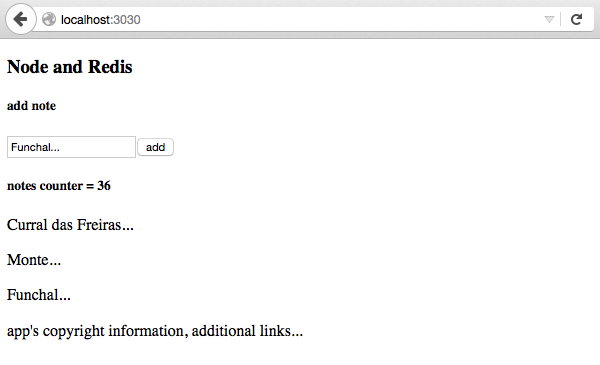 localhost:3030
Node and Redis
add note
Funchal... add
notes counter = 36
Curral das Freiras...
Monte...
Funchal...
app's copyright information, additional links...